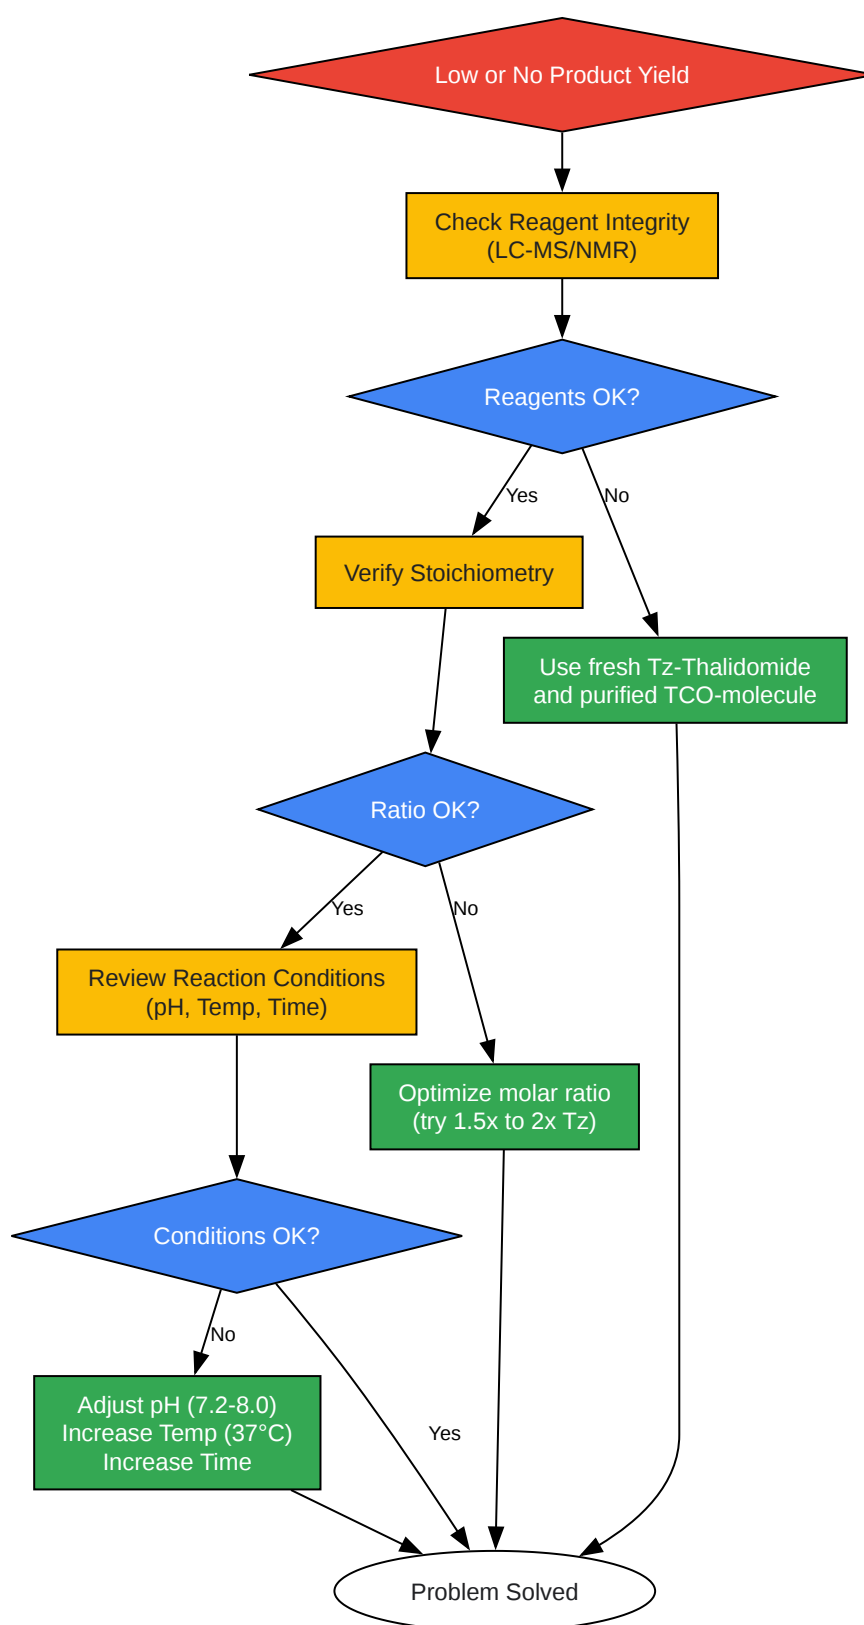 Low or No Product Yield
Check Reagent Integrity
(LC-MS/NMR)
Reagents OK?
Yes
No
Verify Stoichiometry
Use fresh Tz-Thalidomide
and purified TCO-molecule
Ratio OK?
Yes
No
Review Reaction Conditions
(pH, Temp, Time)
Optimize molar ratio
(try 1.5x to 2x Tz)
Conditions OK?
No
Yes
Adjust pH (7.2-8.0)
Increase Temp (37°C)
Increase Time
Problem Solved